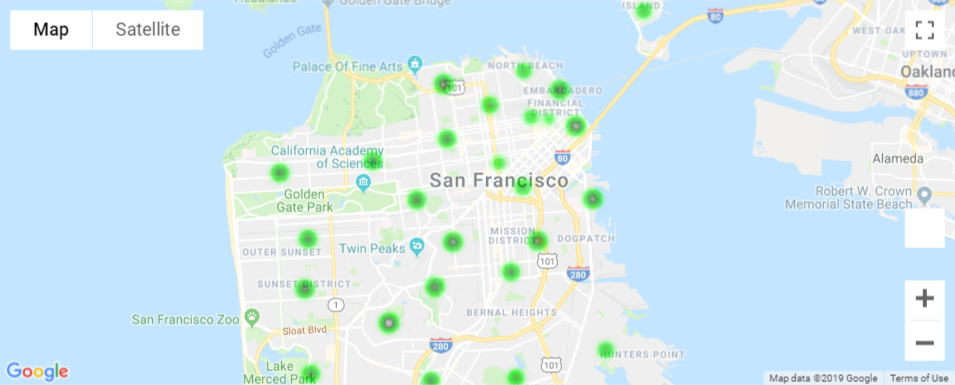 Headlands
Golden Gate Bridge
ISLAND
Map
Satellite
80
WEST OAK
Golden Gate
UPTOWN
Palace Of Fine Arts
NORTH BEACH
Oakland
101
EMBARCADERO
880
FINANCIAL
DISTRICT
California Academy
of Sciences
80
Alameda
San Francisco
Golden
Gate Park
Robert W. Crown
Memorial State Beach
MISSION
DISTRICT
DOGPATCH
OUTER SUNSET
Twin Peaks
101
280
SUNSET DISTRICT
1
San Francisco Zoo
BERNAL HEIGHTS
Sloat Blvd
280
HUNTERS POINT
101
Lake
Merced Park
Google
Map data ©2019 Google
Terms of Use